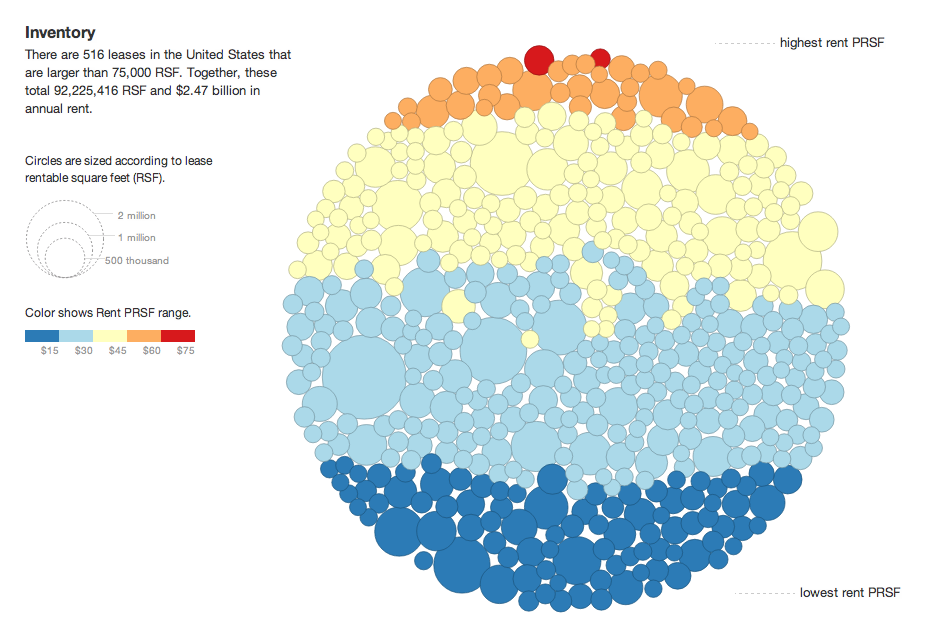 Inventory
There are 516 leases in the United States that
are larger than 75,000 RSF. Together, these
total 92,225,416 RSF and $2.47 billion in
annual rent.
highest rent PRSF
Circles are sized according to lease
rentable square feet (RSF).
2 million
1 million
500 thousand
Color shows Rent PRSF range.
$15 $30 $45 $60 $75
lowest rent PRSF